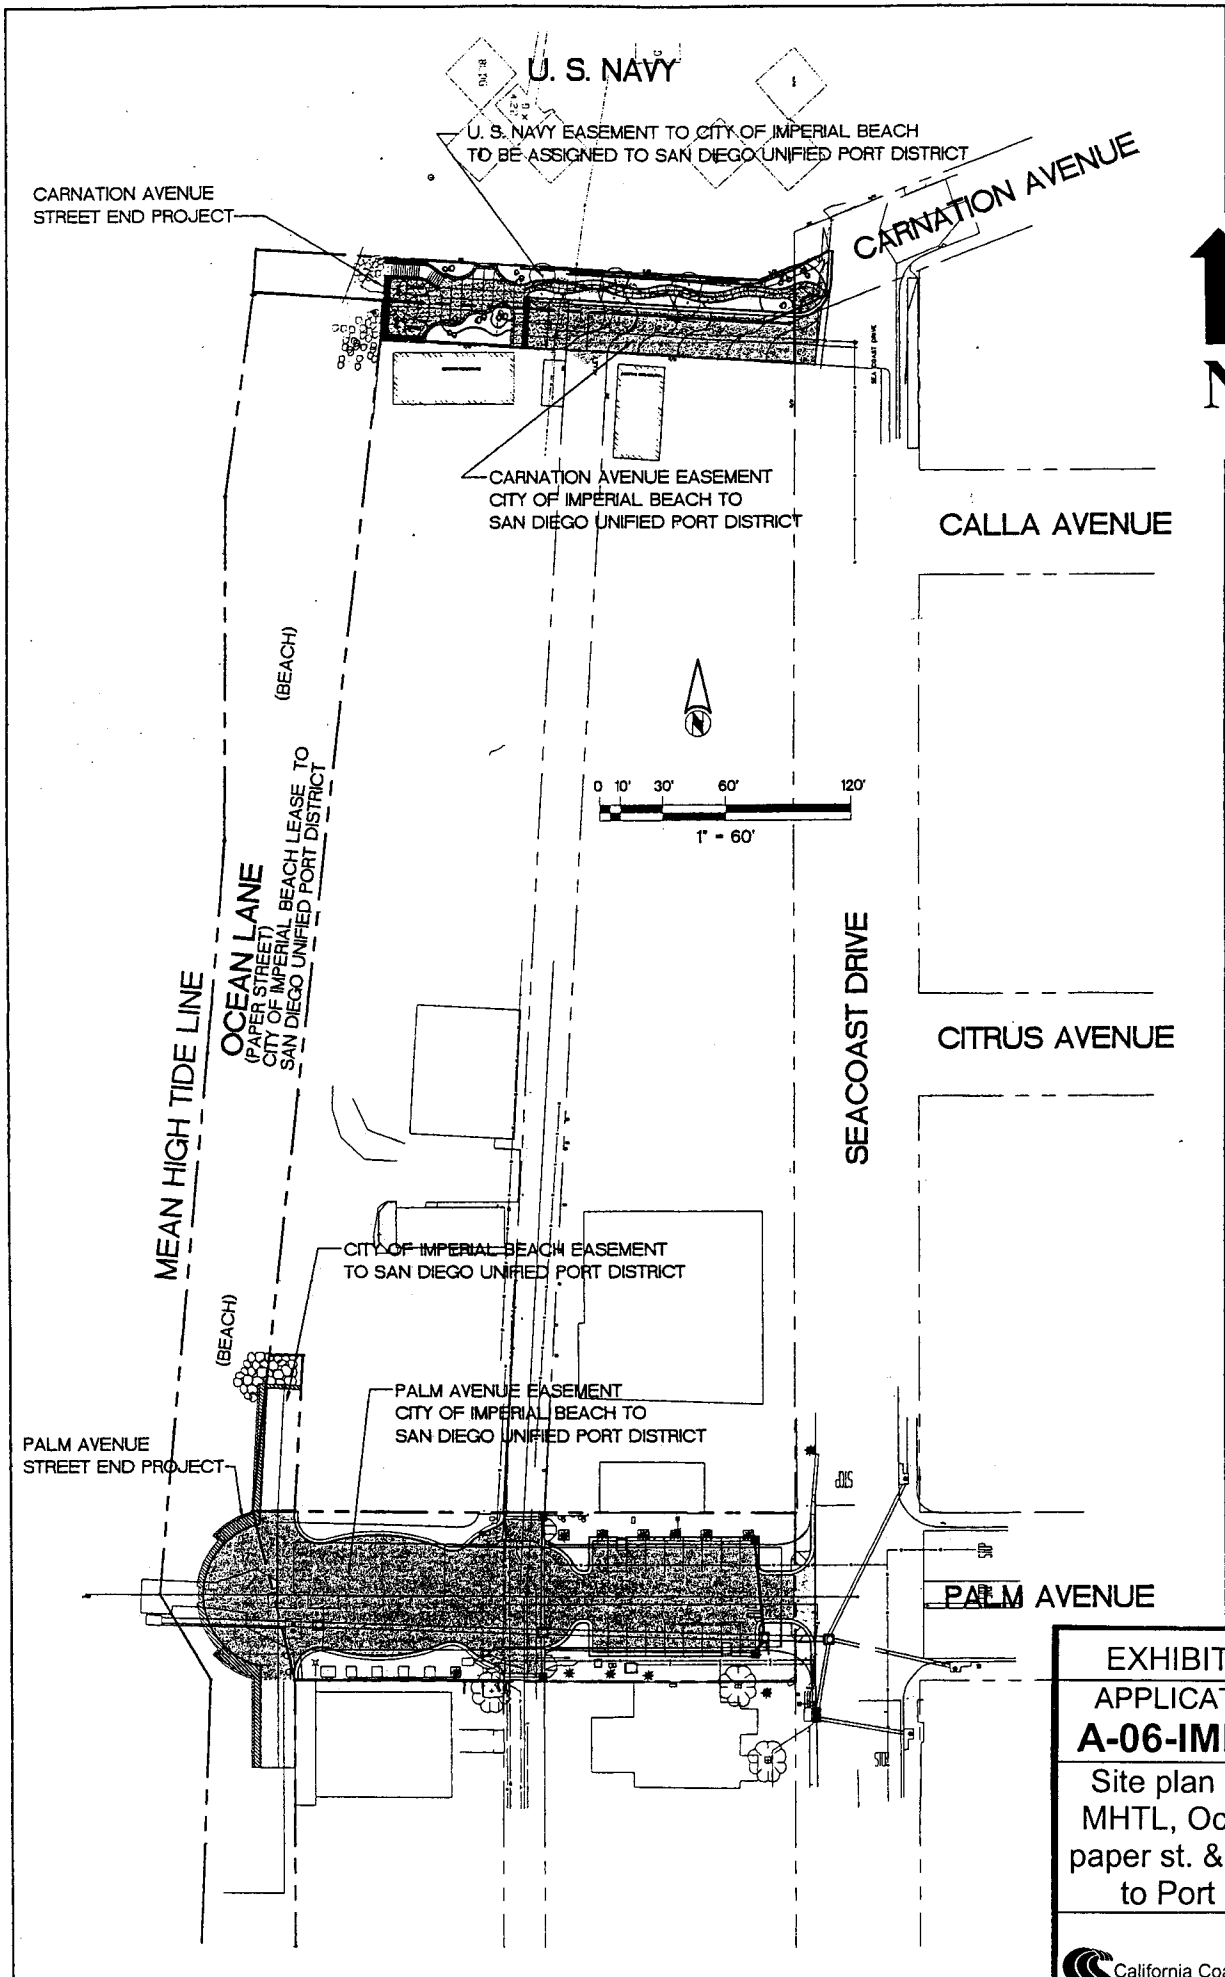 U. S. NAVY
BLDG
U. S. NAVY EASEMENT TO CITY OF IMPERIAL BEACH
TO BE ASSIGNED TO SAN DIEGO UNIFIED PORT DISTRICT
CARNATION AVENUE
STREET END PROJECT
CARNATION AVENUE
N
SEA COAST DRIVE
CARNATION AVENUE EASEMENT
CITY OF IMPERIAL BEACH TO
SAN DIEGO UNIFIED PORT DISTRICT
CALLA AVENUE
(BEACH)
0 10' 30' 60' 120'
1" = 60'
OCEAN LANE
(PAPER STREET)
CITY OF IMPERIAL BEACH LEASE TO
SAN DIEGO UNIFIED PORT DISTRICT
MEAN HIGH TIDE LINE
SEACOAST DRIVE
CITRUS AVENUE
CITY OF IMPERIAL BEACH EASEMENT
TO SAN DIEGO UNIFIED PORT DISTRICT
(BEACH)
PALM AVENUE EASEMENT
CITY OF IMPERIAL BEACH TO
SAN DIEGO UNIFIED PORT DISTRICT
PALM AVENUE
STREET END PROJECT
STOP
PALM AVENUE
EXHIBIT
APPLICAT
A-06-IM
Site plan
MHTL, Oc
paper st. &
to Port
California Coa